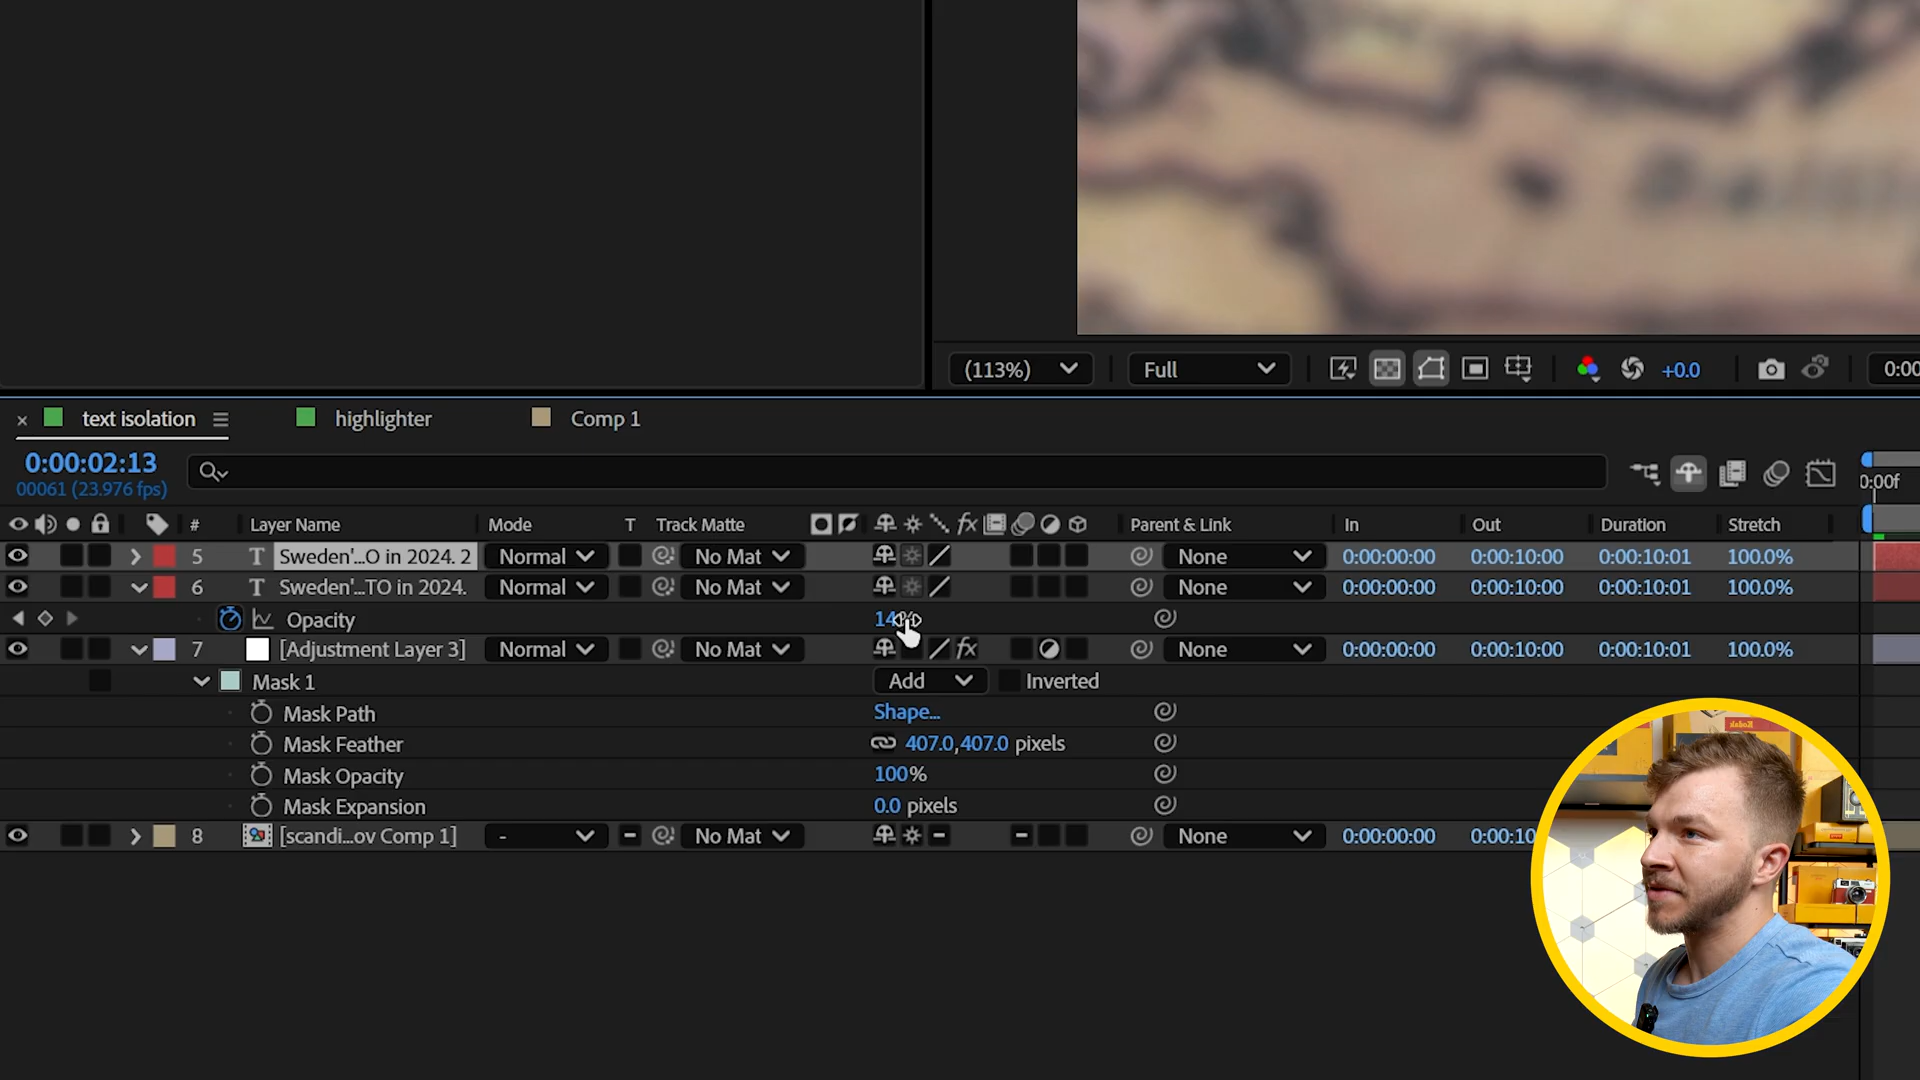 (113%)
Full
+0.0
0:00
text isolation
highlighter
Comp 1
0:00:02:13
00061 (23.976 fps)
0:00f
# Layer Name Mode T Track Matte Parent & Link In Out Duration Stretch
5 T Sweden'...O in 2024. 2 Normal No Mat None 0:00:00:00 0:00:10:00 0:00:10:01 100.0%
6 T Sweden'...TO in 2024. Normal No Mat None 0:00:00:00 0:00:10:00 0:00:10:01 100.0%
Opacity
7 [Adjustment Layer 3] Normal No Mat fx None 0:00:00:00 0:00:10:00 0:00:10:01 100.0%
Mask 1 Add Inverted
Mask Path Shape...
Mask Feather 407.0,407.0 pixels
Mask Opacity 100%
Mask Expansion 0.0 pixels
8 [scandi...ov Comp 1] - No Mat None 0:00:00:00 0:00:10